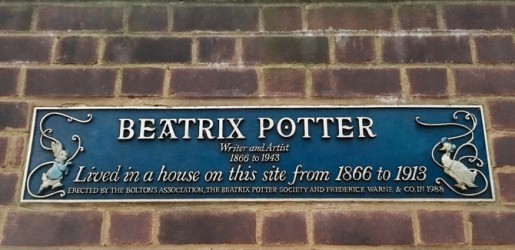 BEATRIX POTTER
Writer and Artist
1866 to 1943
Lived in a house on this site from 1866 to 1913
ERECTED BY THE BOLTONS ASSOCIATION, THE BEATRIX POTTER SOCIETY AND FREDERICK WARNE & CO. IN 1988